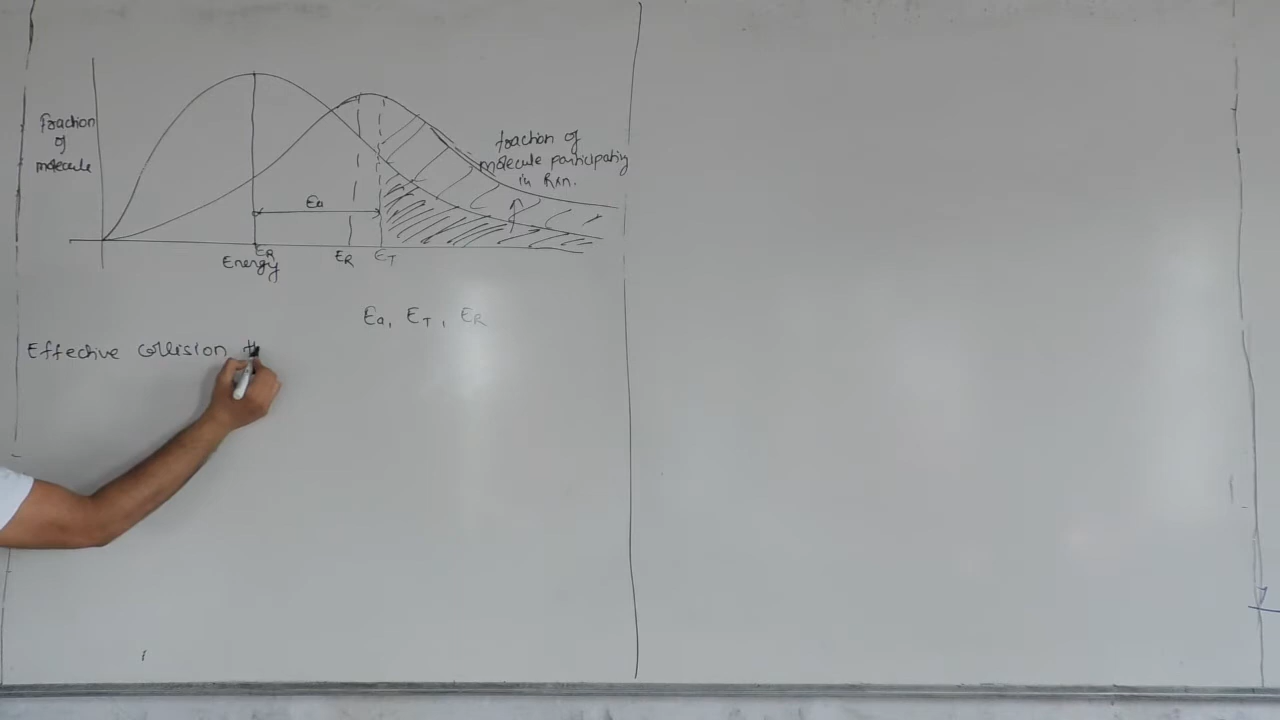 fraction
of
molecule
fraction of
molecule participating
in Rxn.
Ea
ER
ER
ET
Energy
Ea, ET, ER
Effective collision